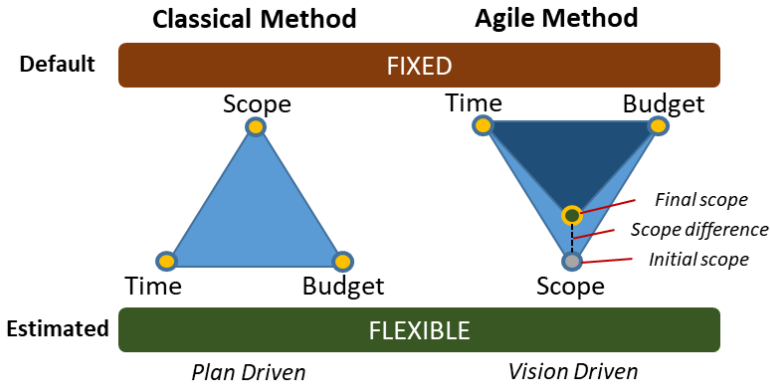 Classical Method
Agile Method
Default
FIXED
Scope
Time
Budget
Final scope
Scope difference
Initial scope
Time
Budget
Scope
Estimated
FLEXIBLE
Plan Driven
Vision Driven